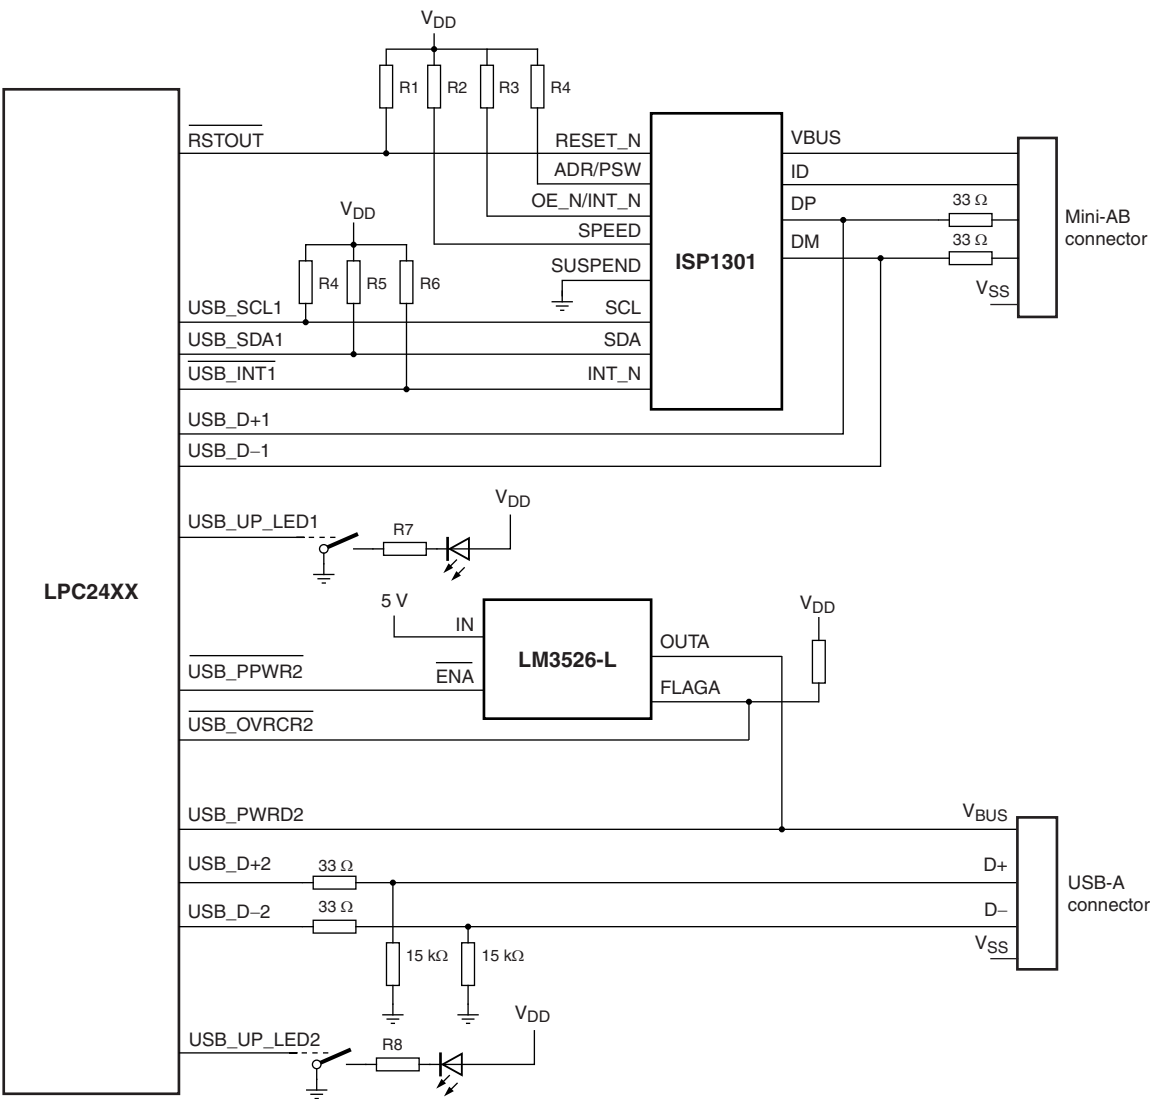 VDD
R1 R2 R3 R4
RSTOUT
RESET_N
ADR/PSW
OE_N/INT_N
SPEED
SUSPEND
SCL
SDA
INT_N
ISP1301
VBUS
ID
DP
DM
33 Ω
33 Ω
VSS
Mini-AB
connector
VDD
R4 R5 R6
USB_SCL1
USB_SDA1
USB_INT1
USB_D+1
USB_D–1
USB_UP_LED1
R7
VDD
LPC24XX
5 V
IN
ENA
LM3526-L
OUTA
FLAGA
VDD
USB_PPWR2
USB_OVRCR2
USB_PWRD2
USB_D+2
33 Ω
USB_D–2
33 Ω
15 kΩ
15 kΩ
VBUS
D+
D–
VSS
USB-A
connector
USB_UP_LED2
R8
VDD